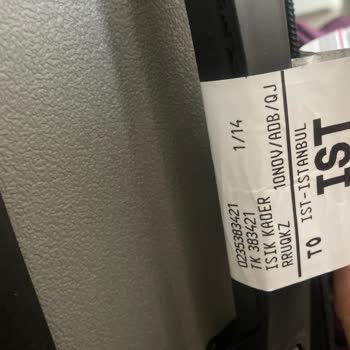 0235383421 1/14
TK 383421
ISIK KADER 10NOV/ADB/QJ
RRUQKZ
TO IST-ISTANBUL
IST